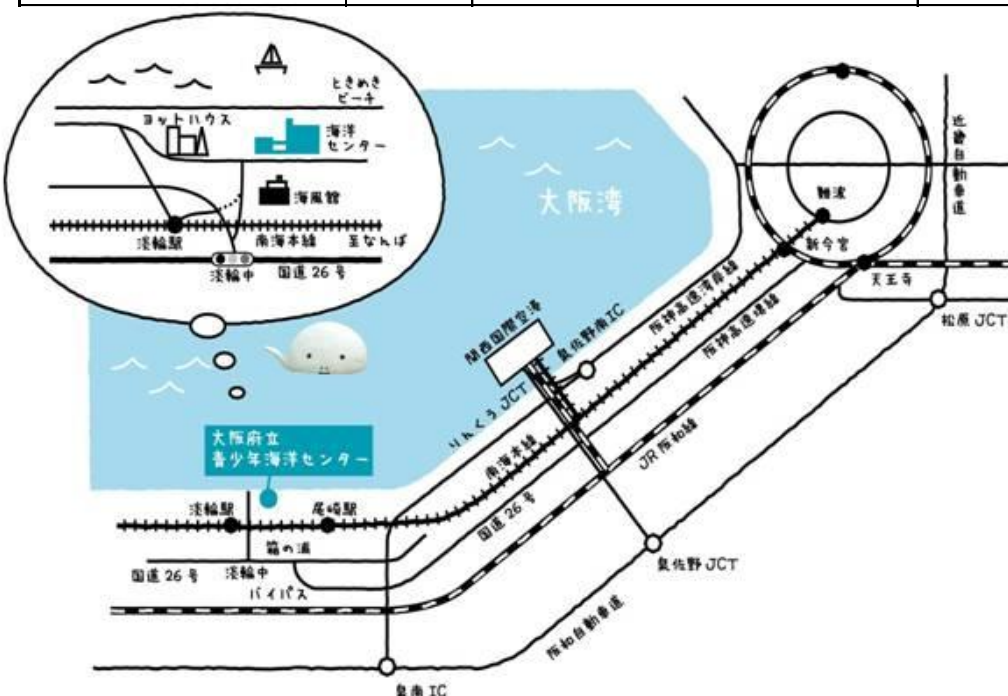 ときめき
ビーチ
ヨットハウス
海洋
センター
海風館
淡輪駅
南海本線
至なんば
淡輪中
国道26号
大阪湾
近畿自動車道
難波
新今宮
天王寺
松原JCT
阪神高速湾岸線
阪神高速堺線
関西国際空港
泉佐野南IC
りんくうJCT
南海本線
JR阪和線
国道26号
大阪府立
青少年海洋センター
淡輪駅
尾崎駅
箱の浦
国道26号
淡輪中
バイパス
泉佐野JCT
阪和自動車道
泉南IC